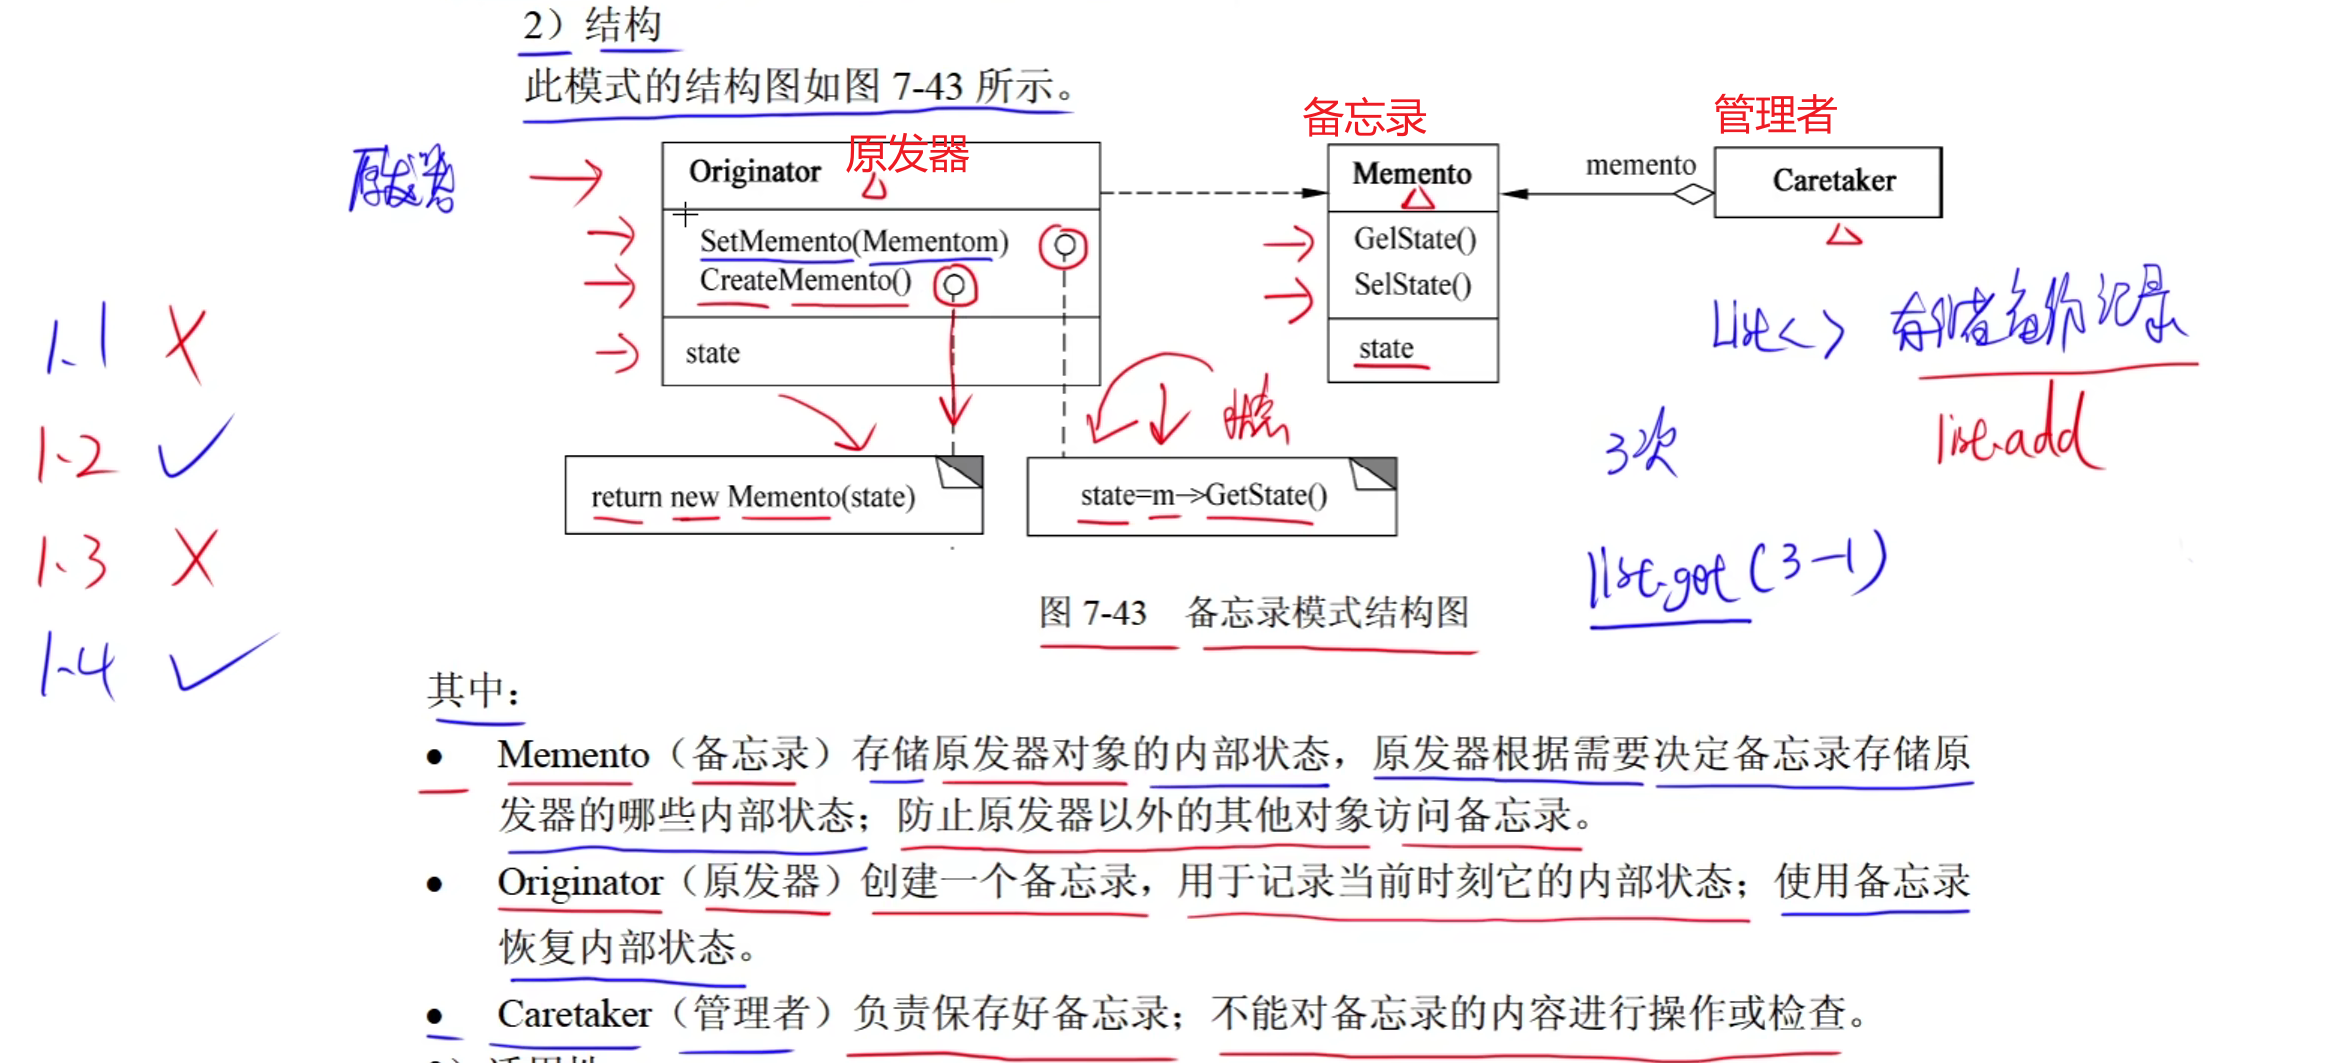 2）结构
此模式的结构图如图 7-43 所示。
备忘录
管理者
原发器
原发器
Originator
Memento
memento
Caretaker
SetMemento(Mementom)
CreateMemento()
GelState()
SelState()
state
state
List< >
备份记录
list.add
3次
list.get(3-1)
1.1 X
1.2 ✓
1.3 X
1.4 ✓
return new Memento(state)
state=m->GetState()
图 7-43 备忘录模式结构图
其中：
● Memento（备忘录）存储原发器对象的内部状态，原发器根据需要决定备忘录存储原
发器的哪些内部状态；防止原发器以外的其他对象访问备忘录。
● Originator（原发器）创建一个备忘录，用于记录当前时刻它的内部状态；使用备忘录
恢复内部状态。
● Caretaker（管理者）负责保存好备忘录；不能对备忘录的内容进行操作或检查。